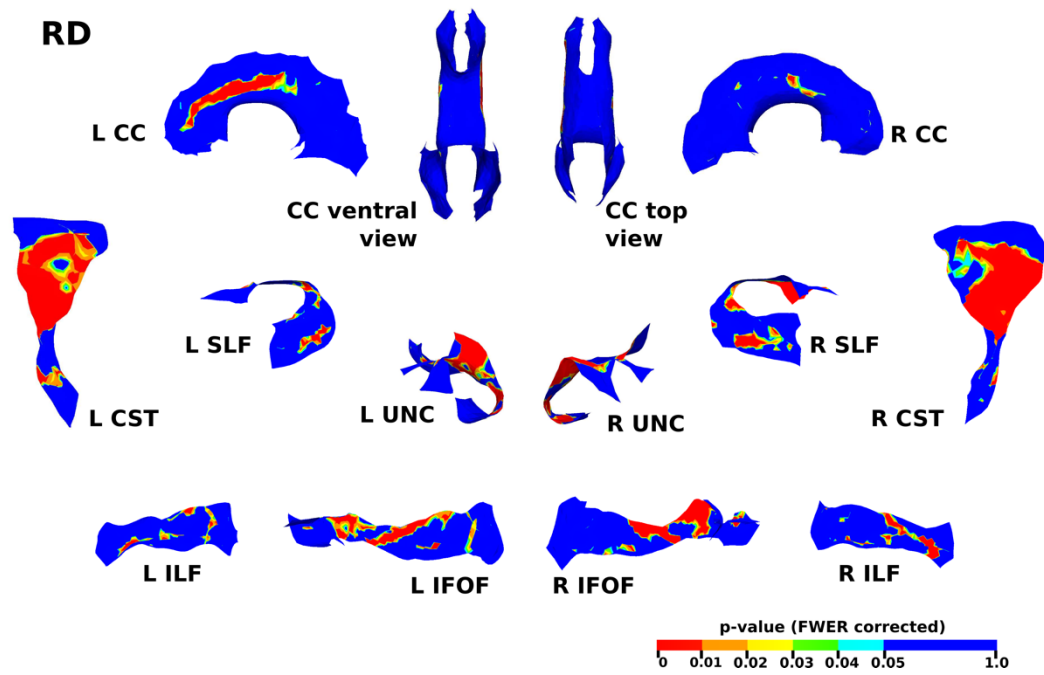 RD
L CC
R CC
CC ventral
view
CC top
view
L SLF
R SLF
L CST
L UNC
R UNC
R CST
L ILF
L IFOF
R IFOF
R ILF
p-value (FWER corrected)
0 0.01 0.02 0.03 0.04 0.05 1.0